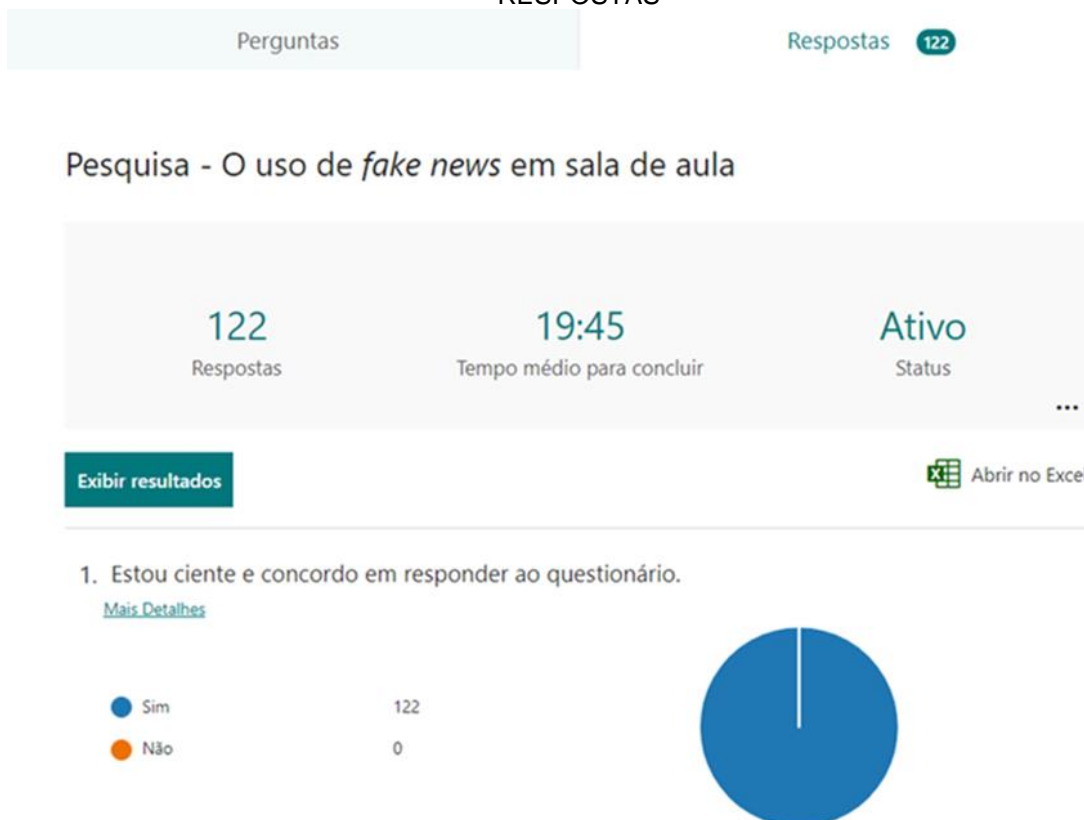 RESPOSTAS
Perguntas
Respostas 122
Pesquisa - O uso de fake news em sala de aula
122 19:45 Ativo
Respostas Tempo médio para concluir Status
...
Exibir resultados Abrir no Excel
1. Estou ciente e concordo em responder ao questionário.
Mais Detalhes
Sim 122
Não 0